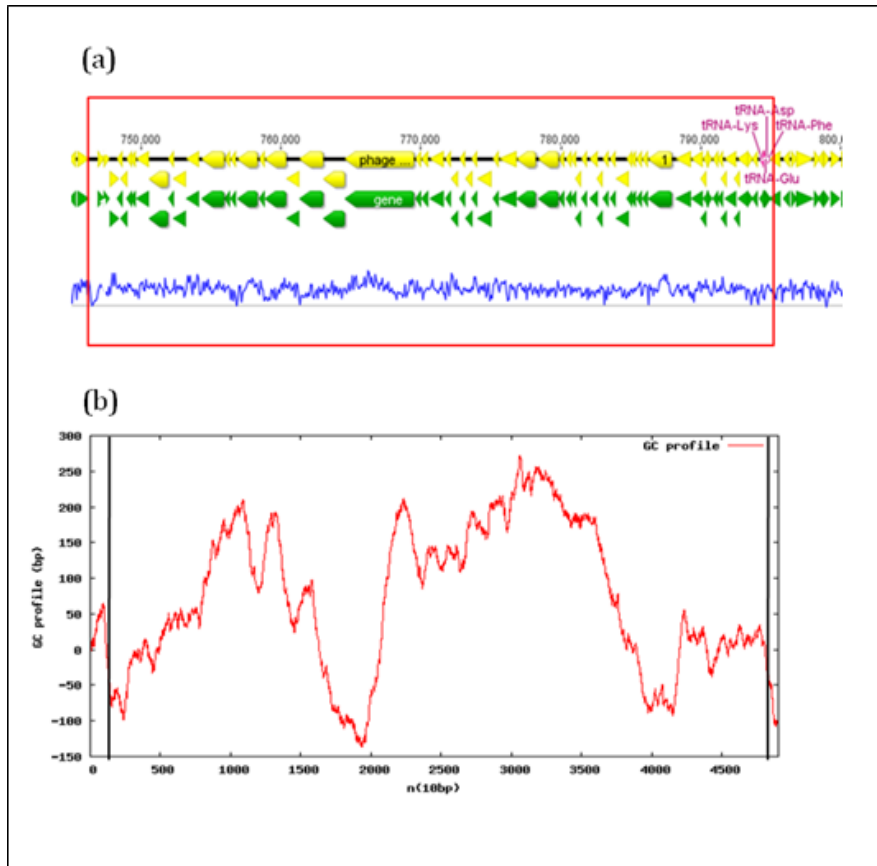 (a)
tRNA-Asp
750,000 760,000 770,000 780,000 790,000 800,0
tRNA-Lys tRNA-Phe
phage ... 1
tRNA-Glu
gene
(b)
300
250
200
150
100
50
0
-50
-100
-150
GC profile
GC profile (bp)
0 500 1000 1500 2000 2500 3000 3500 4000 4500
n(10bp)